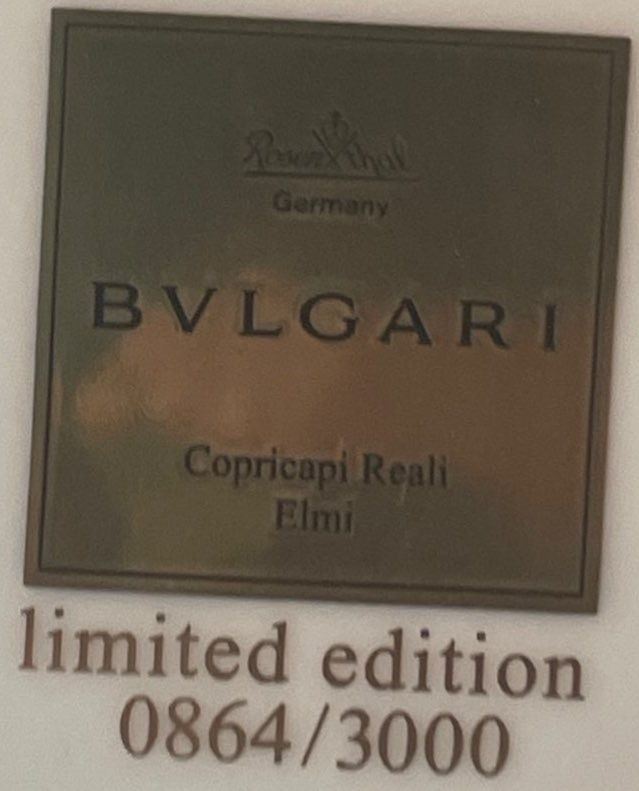 Rosenthal
Germany
BVLGARI
Copricapi Reali
Elmi
limited edition
0864/3000